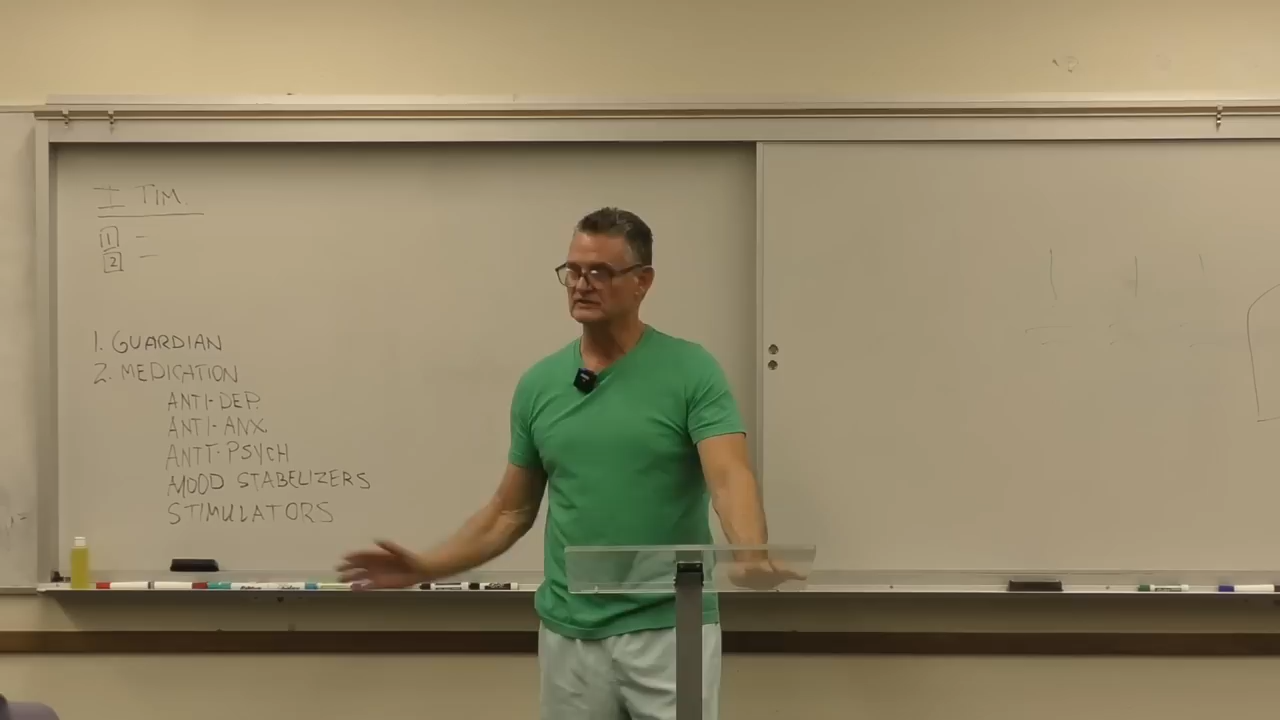 I TIM.
1 -
2 -
1. GUARDIAN
2. MEDICATION
ANTI-DEP.
ANTI-ANX.
ANTI-PSYCH
MOOD STABELIZERS
STIMULATORS